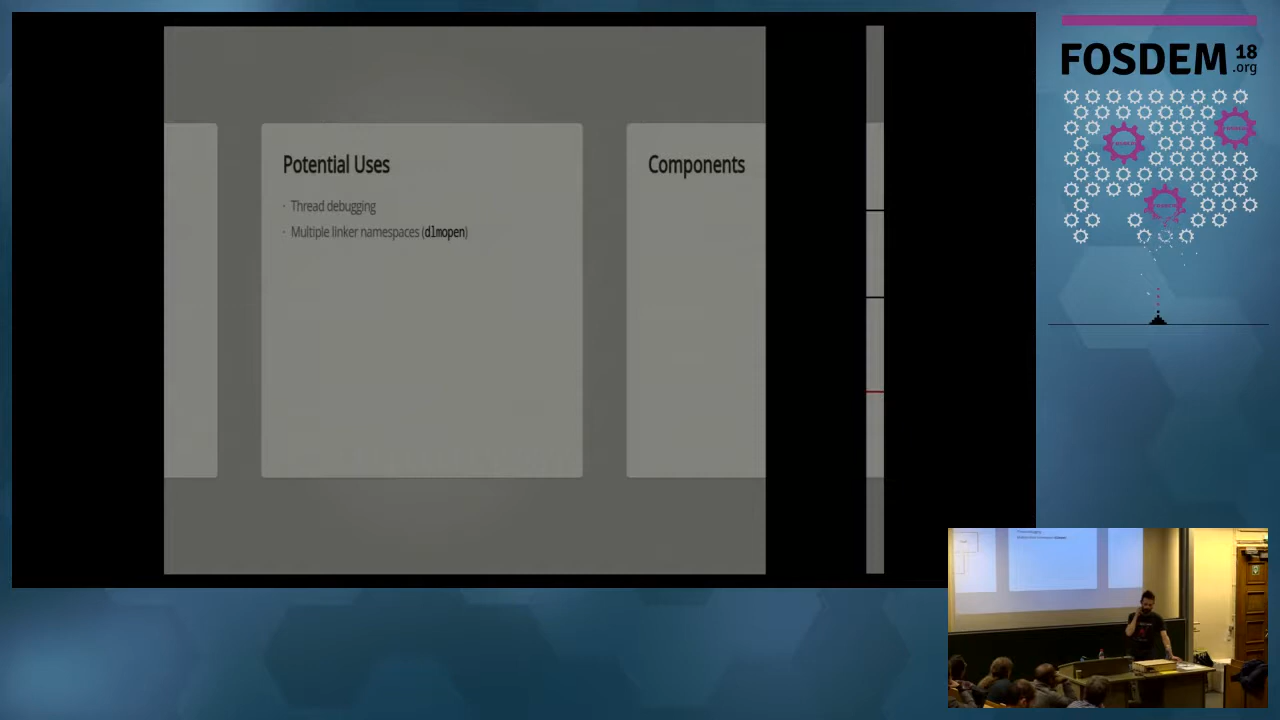 Potential Uses
· Thread debugging
· Multiple linker namespaces (dlmopen)
Components
FOSDEM 18
.org